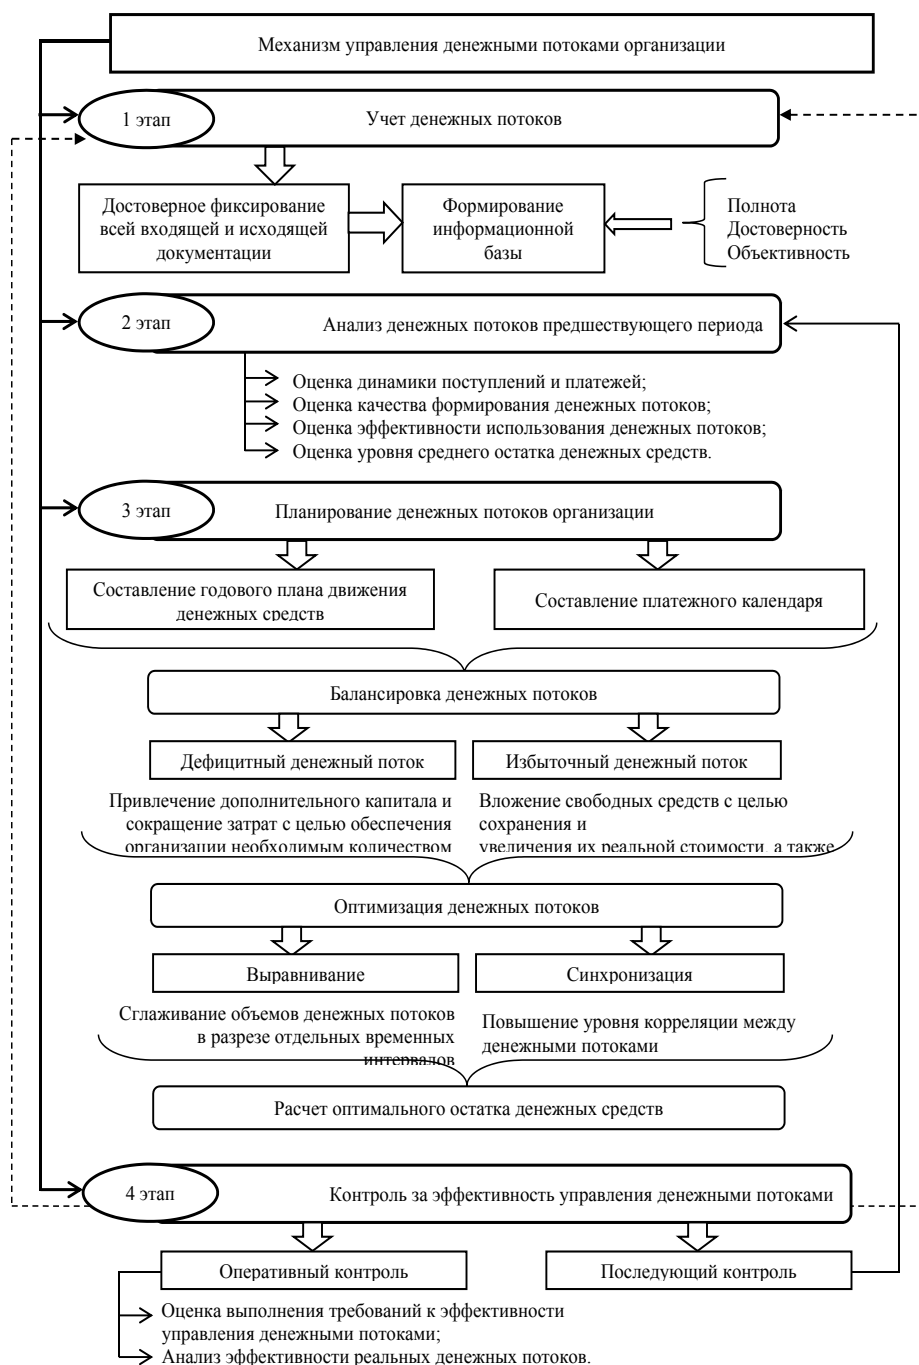 Механизм управления денежными потоками организации
1 этап
Учет денежных потоков
Достоверное фиксирование
всей входящей и исходящей
документации
Формирование
информационной
базы
Полнота
Достоверность
Объективность
2 этап
Анализ денежных потоков предшествующего периода
Оценка динамики поступлений и платежей;
Оценка качества формирования денежных потоков;
Оценка эффективности использования денежных потоков;
Оценка уровня среднего остатка денежных средств.
3 этап
Планирование денежных потоков организации
Составление годового плана движения
денежных средств
Составление платежного календаря
Балансировка денежных потоков
Дефицитный денежный поток
Избыточный денежный поток
Привлечение дополнительного капитала и
сокращение затрат с целью обеспечения
организации необходимым количеством
Вложение свободных средств с целью
сохранения и
увеличения их реальной стоимости, а также
Оптимизация денежных потоков
Выравнивание
Синхронизация
Сглаживание объемов денежных потоков
в разрезе отдельных временных
интервалов
Повышение уровня корреляции между
денежными потоками
Расчет оптимального остатка денежных средств
4 этап
Контроль за эффективность управления денежными потоками
Оперативный контроль
Последующий контроль
Оценка выполнения требований к эффективности
управления денежными потоками;
Анализ эффективности реальных денежных потоков.